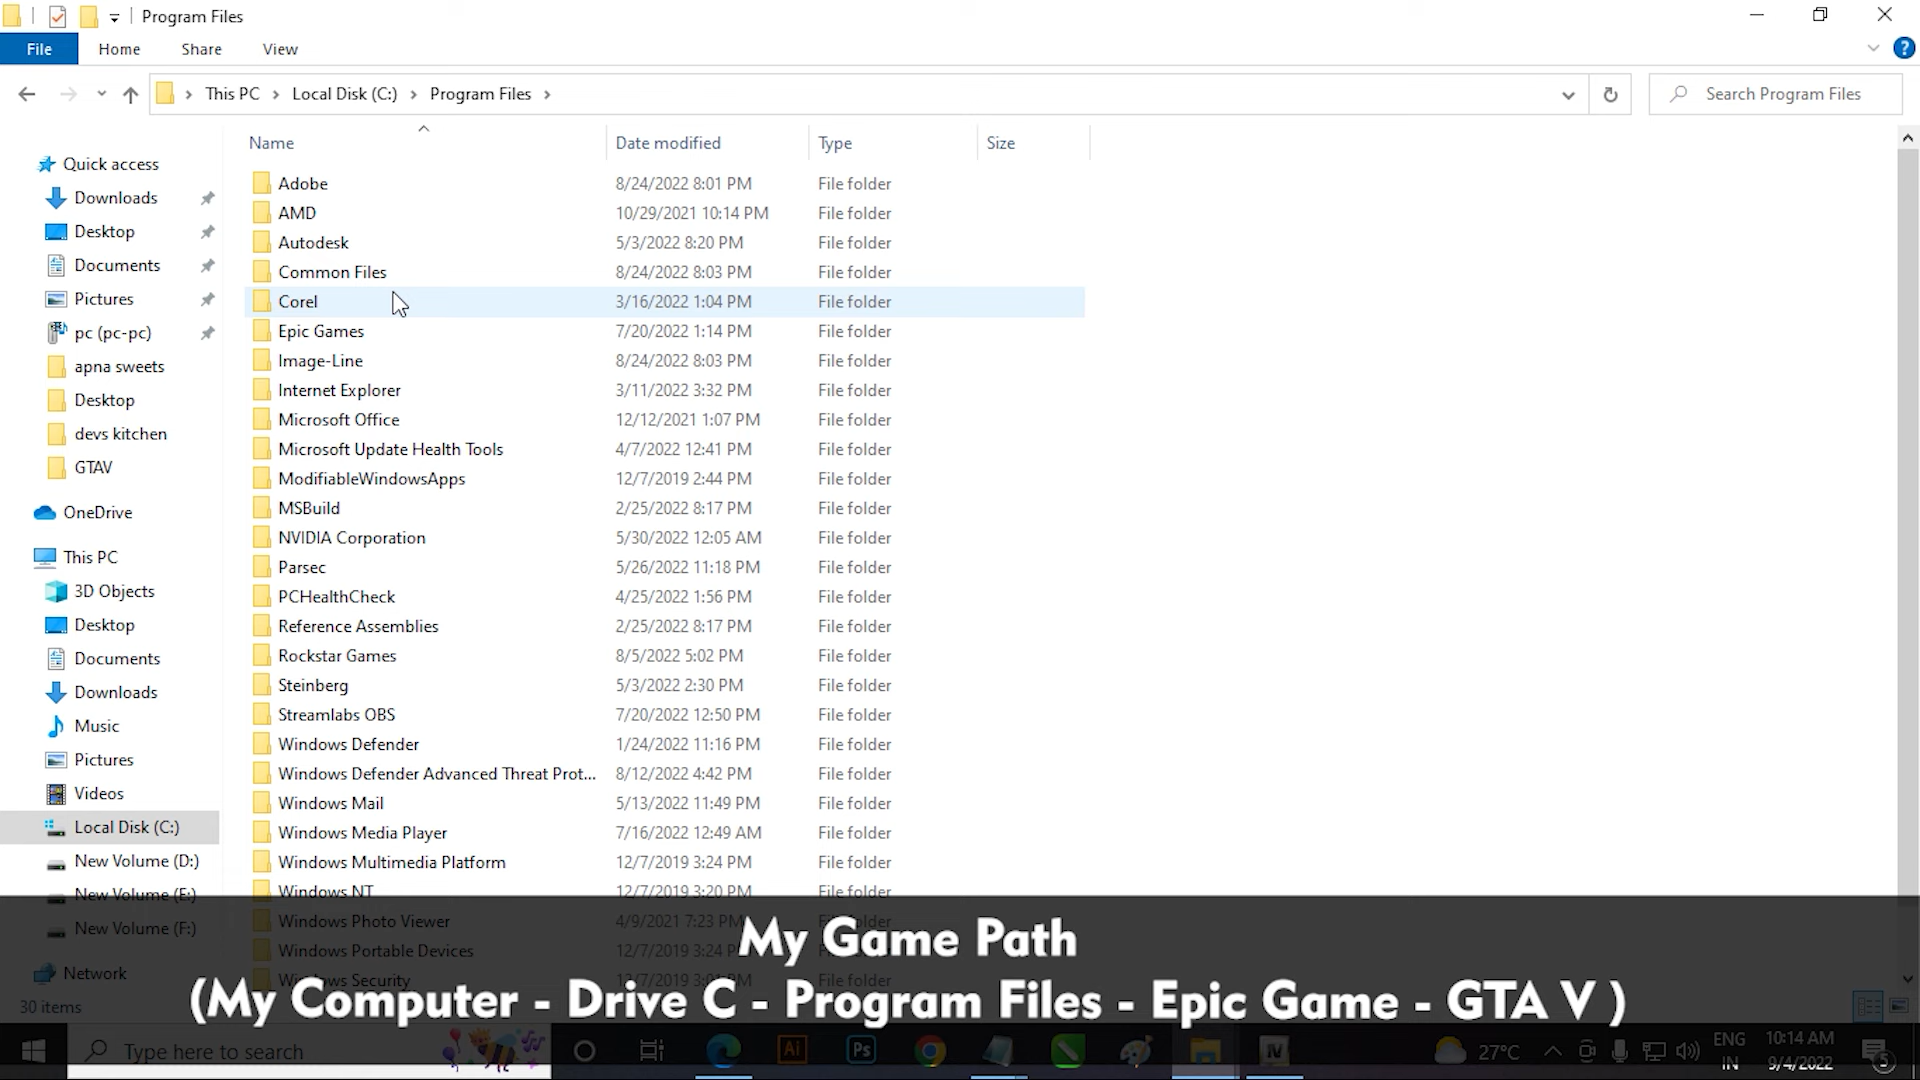 Program Files
File Home Share View
This PC Local Disk (C:) Program Files
Search Program Files
Name Date modified Type Size
Quick access
Downloads
Desktop
Documents
Pictures
pc (pc-pc)
apna sweets
Desktop
devs kitchen
GTAV
OneDrive
This PC
3D Objects
Desktop
Documents
Downloads
Music
Pictures
Videos
Local Disk (C:)
New Volume (D:)
New Volume (E:)
New Volume (F:)
Network
Adobe 8/24/2022 8:01 PM File folder
AMD 10/29/2021 10:14 PM File folder
Autodesk 5/3/2022 8:20 PM File folder
Common Files 8/24/2022 8:03 PM File folder
Corel 3/16/2022 1:04 PM File folder
Epic Games 7/20/2022 1:14 PM File folder
Image-Line 8/24/2022 8:03 PM File folder
Internet Explorer 3/11/2022 3:32 PM File folder
Microsoft Office 12/12/2021 1:07 PM File folder
Microsoft Update Health Tools 4/7/2022 12:41 PM File folder
ModifiableWindowsApps 12/7/2019 2:44 PM File folder
MSBuild 2/25/2022 8:17 PM File folder
NVIDIA Corporation 5/30/2022 12:05 AM File folder
Parsec 5/26/2022 11:18 PM File folder
PCHealthCheck 4/25/2022 1:56 PM File folder
Reference Assemblies 2/25/2022 8:17 PM File folder
Rockstar Games 8/5/2022 5:02 PM File folder
Steinberg 5/3/2022 2:30 PM File folder
Streamlabs OBS 7/20/2022 12:50 PM File folder
Windows Defender 1/24/2022 11:16 PM File folder
Windows Defender Advanced Threat Prot... 8/12/2022 4:42 PM File folder
Windows Mail 5/13/2022 11:49 PM File folder
Windows Media Player 7/16/2022 12:49 AM File folder
Windows Multimedia Platform 12/7/2019 3:24 PM File folder
Windows NT 12/7/2019 3:20 PM File folder
Windows Photo Viewer 4/9/2021 7:23 PM File folder
Windows Portable Devices 12/7/2019 3:24 PM File folder
Windows Security 12/7/2019 3:01 PM File folder
30 items
My Game Path
(My Computer - Drive C - Program Files - Epic Game - GTA V )
Type here to search
Ai
Ps
27°C
ENG
IN
10:14 AM
9/4/2022
5